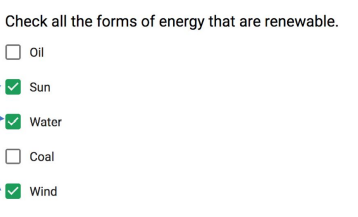 Check all the forms of energy that are renewable.
Oil
Sun
Water
Coal
Wind